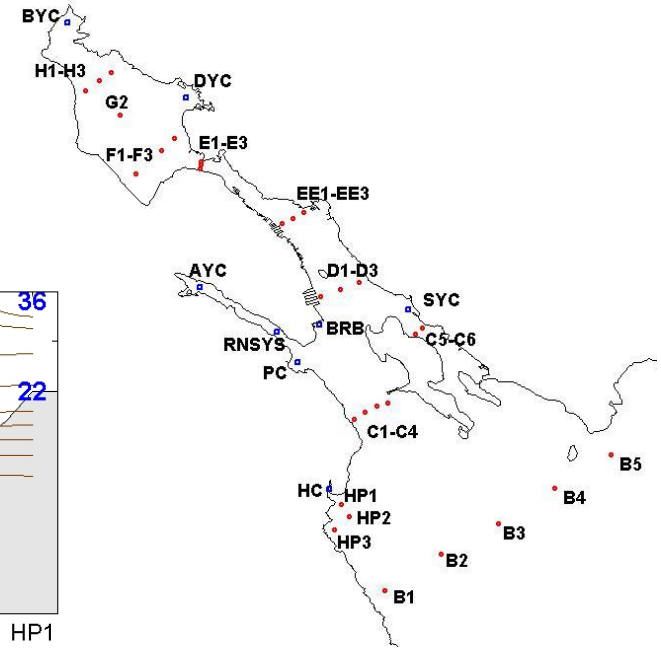 BYC
H1-H3
DYC
G2
E1-E3
F1-F3
EE1-EE3
AYC
D1-D3
36
SYC
BRB
RNSYS
C5-C6
PC
22
C1-C4
B5
HC
HP1
B4
HP2
B3
HP3
B2
B1
HP1